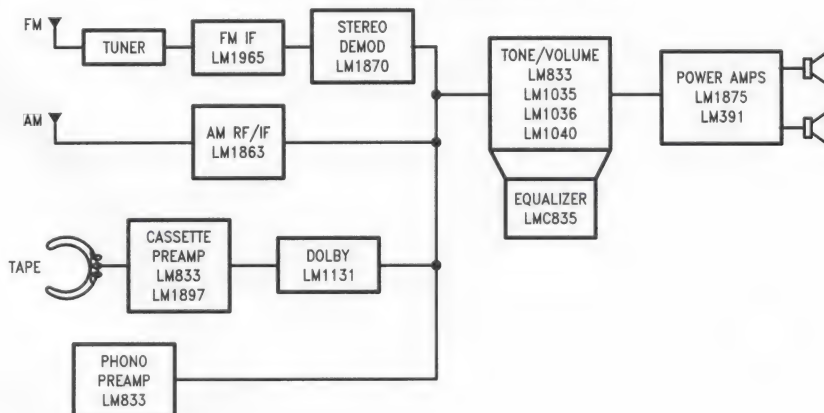 FM
TUNER
FM IF
LM1965
STEREO
DEMOD
LM1870
AM
AM RF/IF
LM1863
TONE/VOLUME
LM833
LM1035
LM1036
LM1040
POWER AMPS
LM1875
LM391
EQUALIZER
LMC835
TAPE
CASSETTE
PREAMP
LM833
LM1897
DOLBY
LM1131
PHONO
PREAMP
LM833